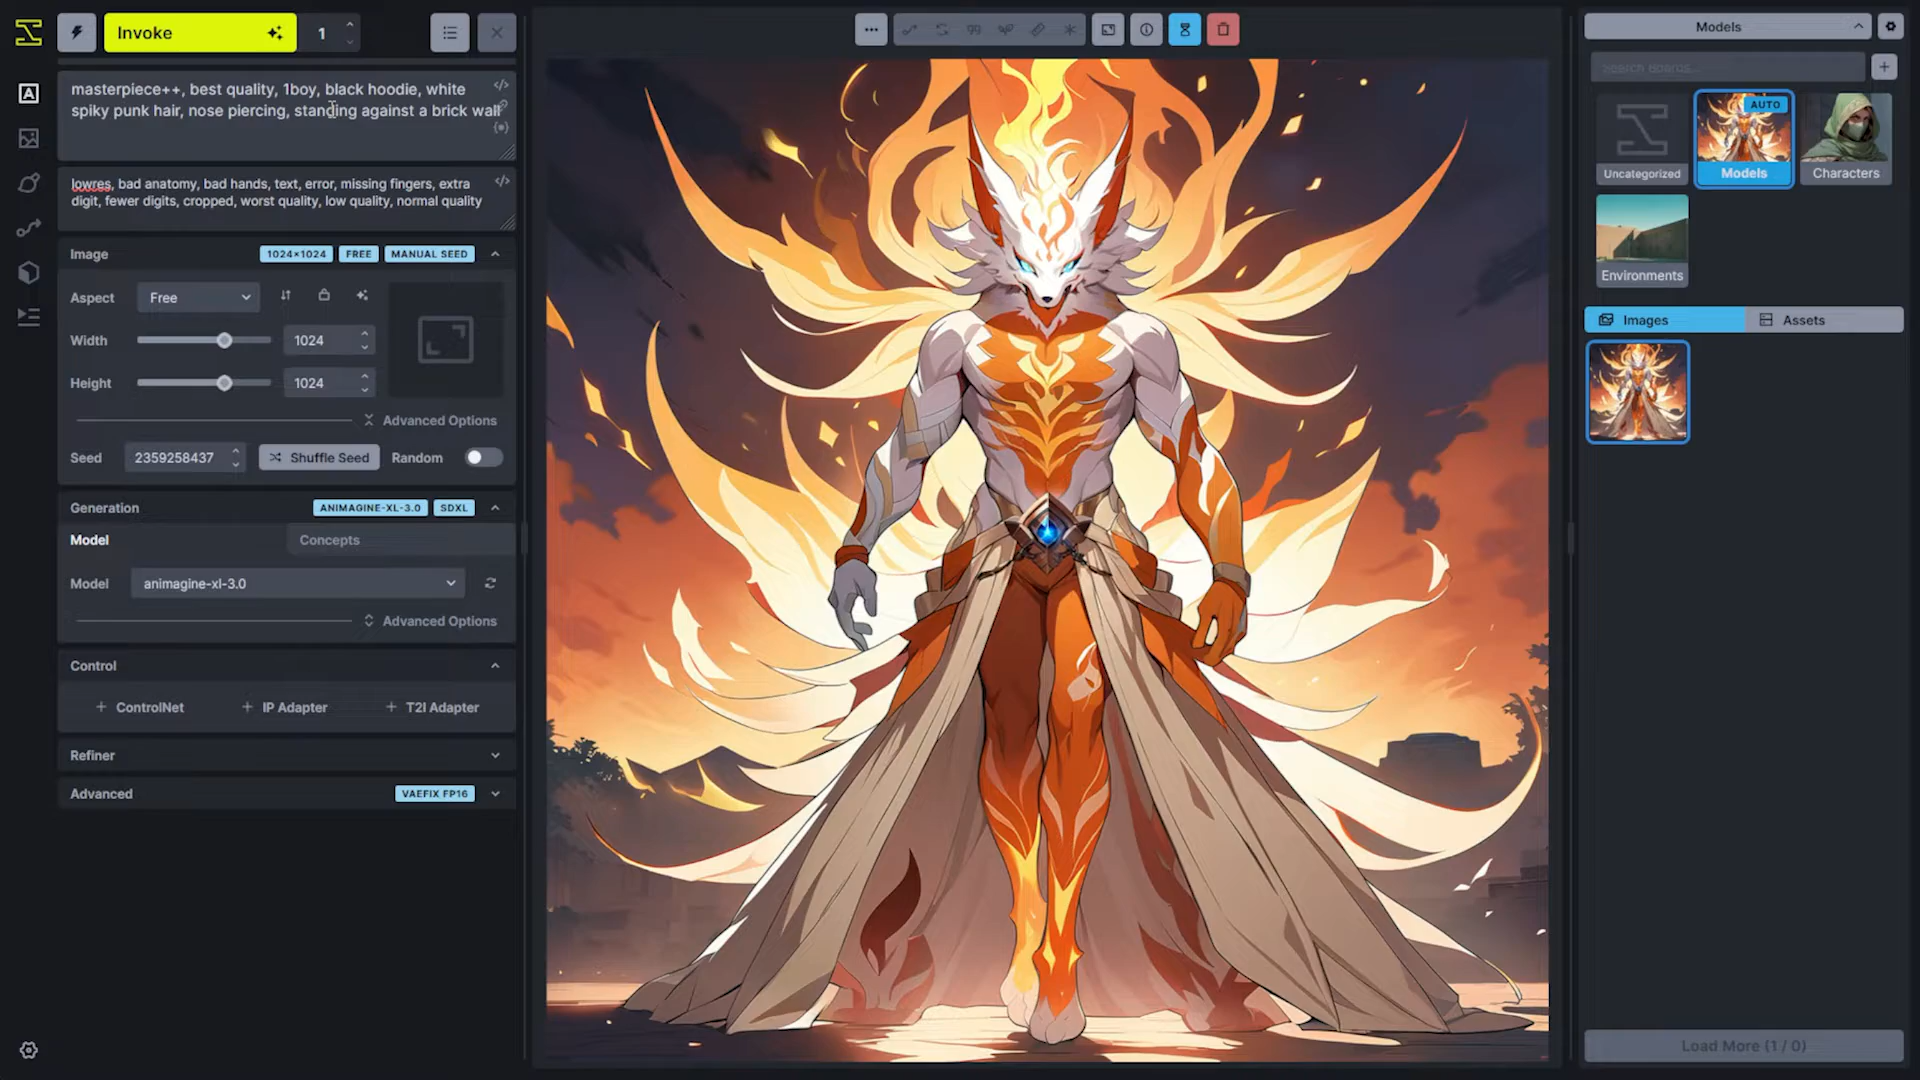 Invoke
1
masterpiece++, best quality, 1boy, black hoodie, white
spiky punk hair, nose piercing, standing against a brick wall
lowres, bad anatomy, bad hands, text, error, missing fingers, extra
digit, fewer digits, cropped, worst quality, low quality, normal quality
Image
1024×1024
FREE
MANUAL SEED
Aspect
Free
Width
1024
Height
1024
Advanced Options
Seed
2359258437
Shuffle Seed
Random
Generation
ANIMAGINE-XL-3.0
SDXL
Model
Concepts
Model
animagine-xl-3.0
Advanced Options
Control
+ ControlNet
+ IP Adapter
+ T2I Adapter
Refiner
Advanced
VAEFIX FP16
Models
Search Boards...
AUTO
Uncategorized
Models
Characters
Environments
Images
Assets
Load More (1 / 0)